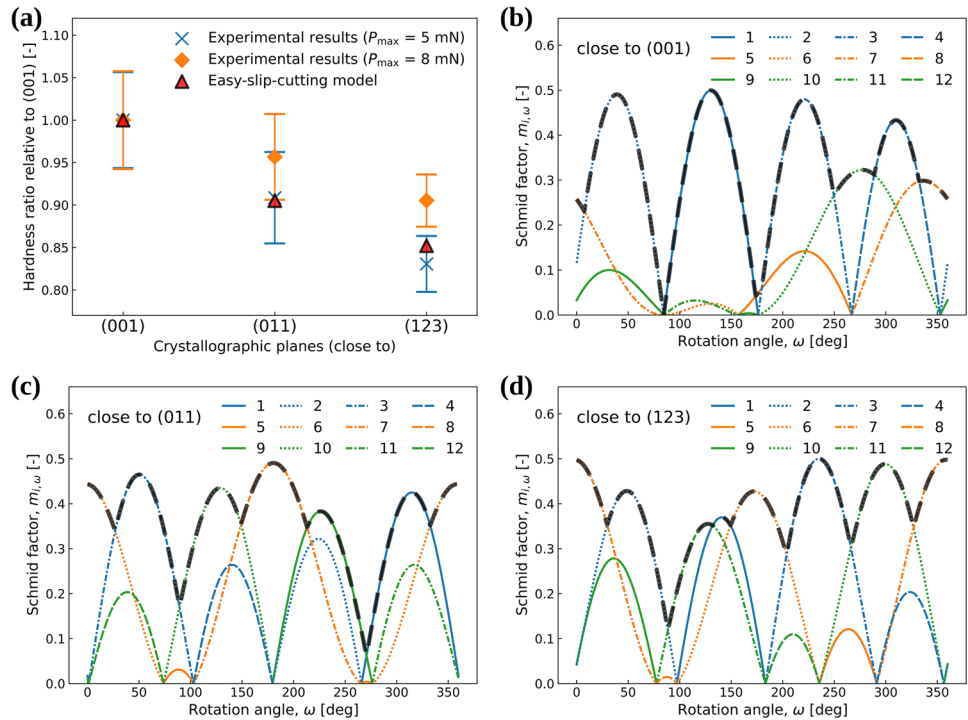 (a)
1.10
1.05
1.00
0.95
0.90
0.85
0.80
Hardness ratio relative to (001) [-]
Experimental results (Pmax = 5 mN)
Experimental results (Pmax = 8 mN)
Easy-slip-cutting model
(001) (011) (123)
Crystallographic planes (close to)
(b)
0.6
0.5
0.4
0.3
0.2
0.1
0.0
Schmid factor, mi, ω [-]
close to (001)
1 2 3 4
5 6 7 8
9 10 11 12
0 50 100 150 200 250 300 350
Rotation angle, ω [deg]
(c)
0.6
0.5
0.4
0.3
0.2
0.1
0.0
Schmid factor, mi, ω [-]
close to (011)
1 2 3 4
5 6 7 8
9 10 11 12
0 50 100 150 200 250 300 350
Rotation angle, ω [deg]
(d)
0.6
0.5
0.4
0.3
0.2
0.1
0.0
Schmid factor, mi, ω [-]
close to (123)
1 2 3 4
5 6 7 8
9 10 11 12
0 50 100 150 200 250 300 350
Rotation angle, ω [deg]